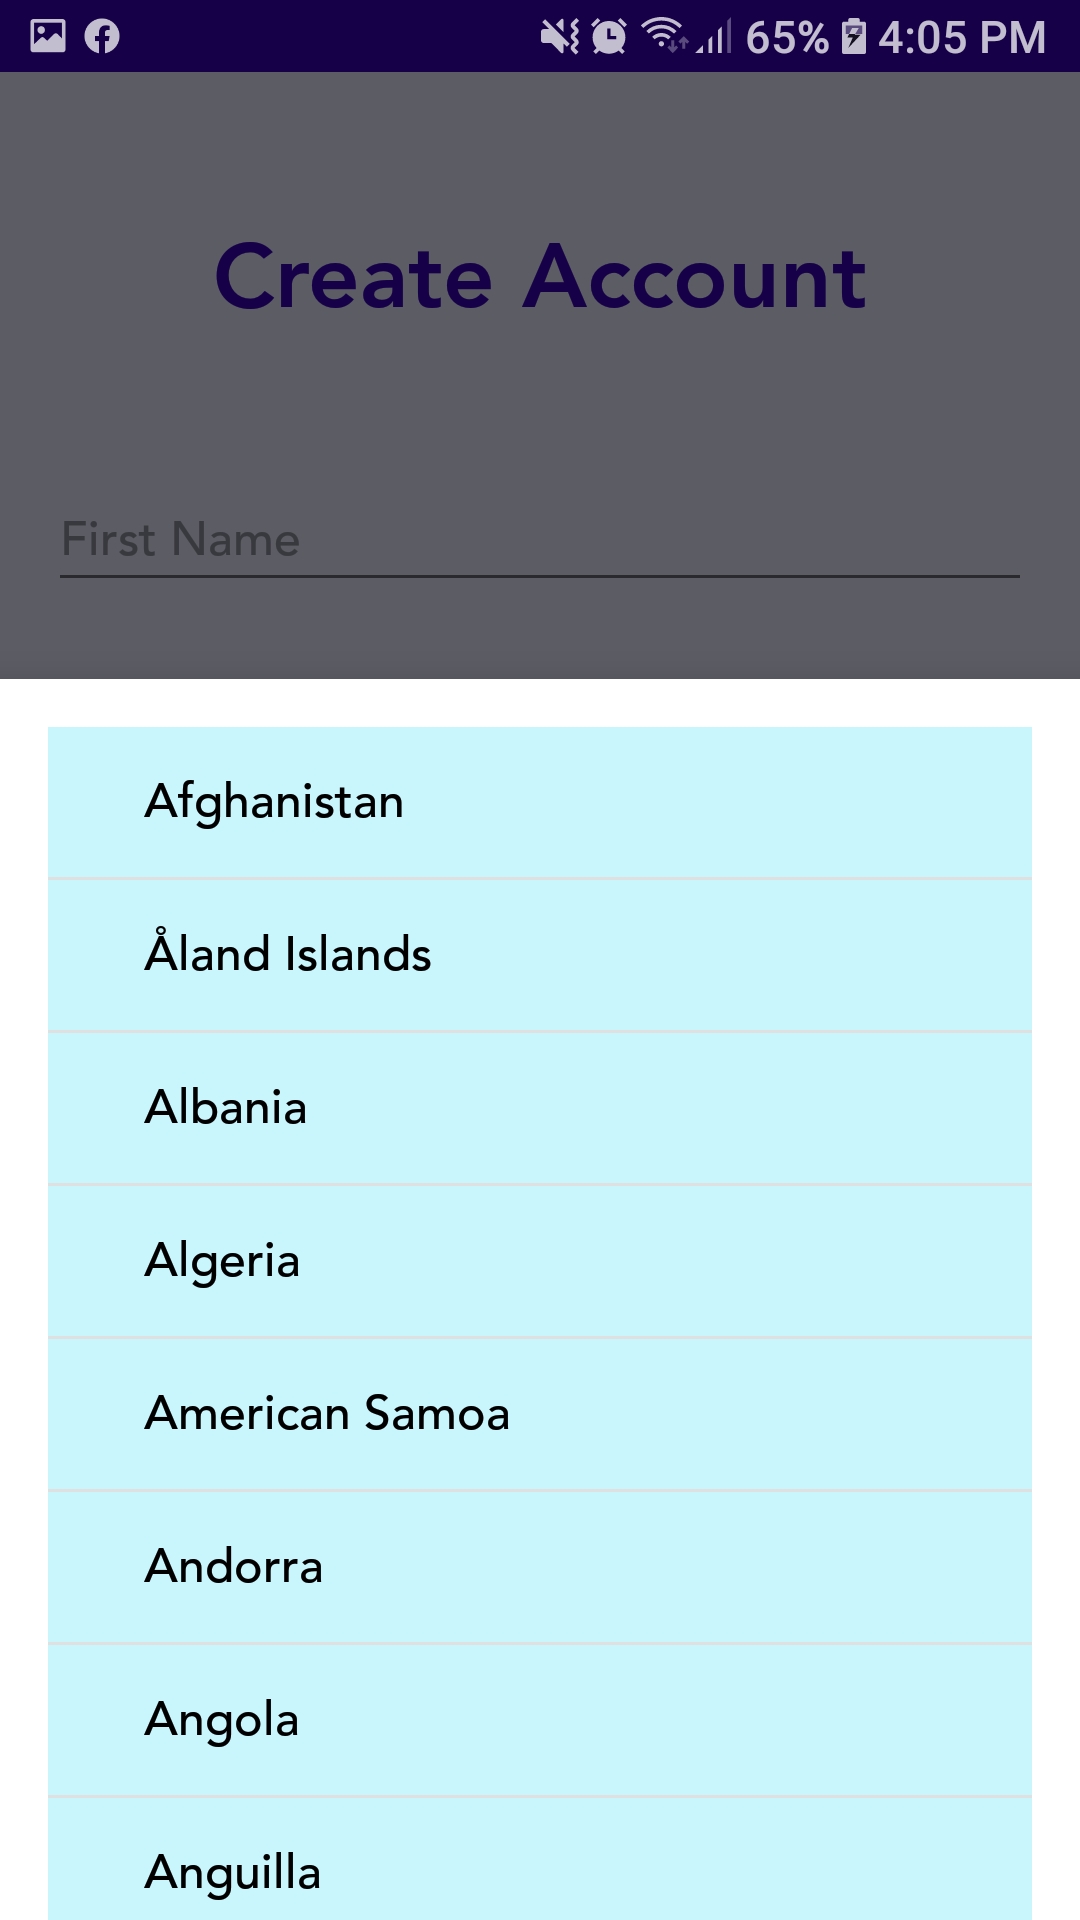 65% 4:05 PM
Create Account
First Name
Afghanistan
Åland Islands
Albania
Algeria
American Samoa
Andorra
Angola
Anguilla